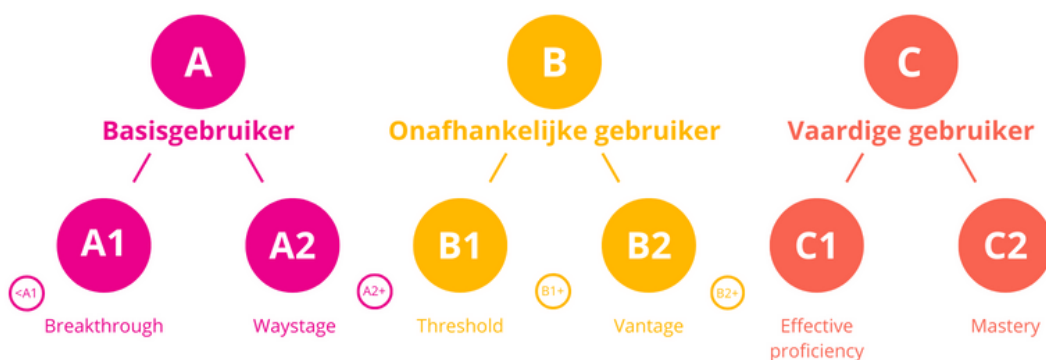 A
B
C
Basisgebruiker
Onafhankelijke gebruiker
Vaardige gebruiker
A1
A2
B1
B2
C1
C2
<A1
A2+
B1+
B2+
Breakthrough
Waystage
Threshold
Vantage
Effective
proficiency
Mastery